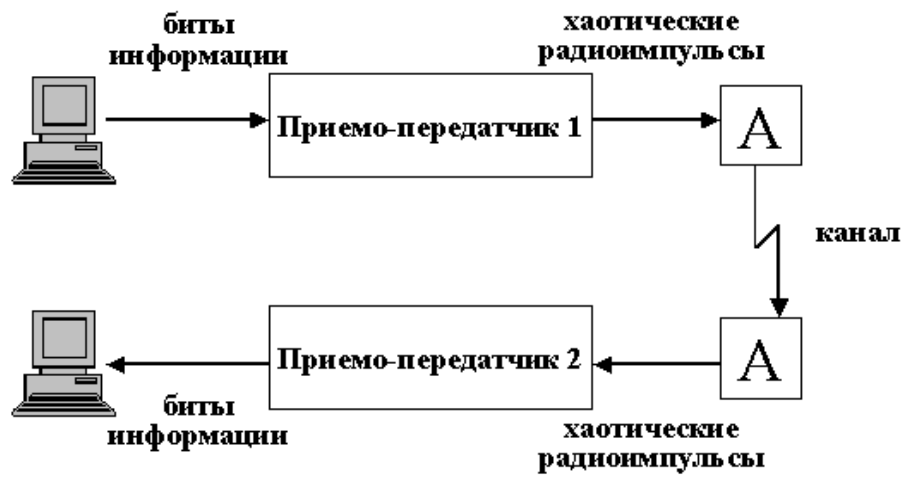 биты
информации
хаотические
радиоимпульсы
Приемо-передатчик 1
А
канал
Приемо-передатчик 2
А
биты
информации
хаотические
радиоимпульсы